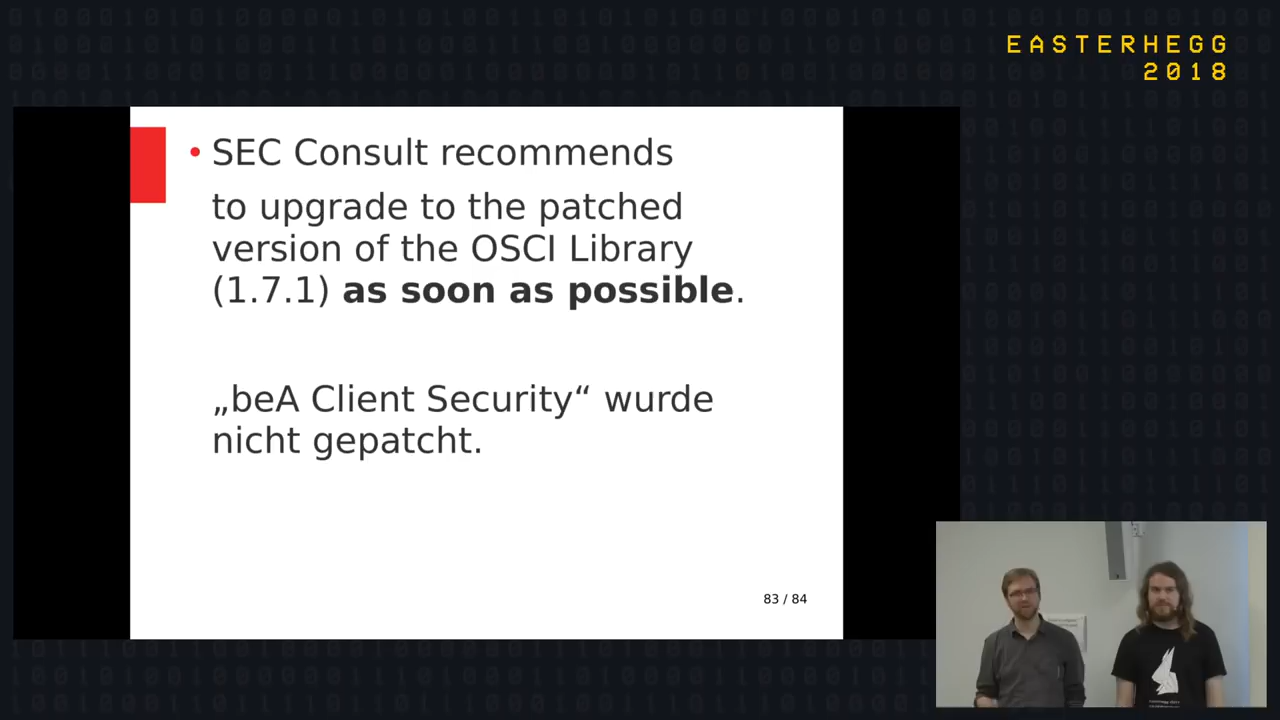 EASTERHEGG
2018
• SEC Consult recommends
to upgrade to the patched
version of the OSCI Library
(1.7.1) as soon as possible.
„beA Client Security“ wurde
nicht gepatcht.
83 / 84